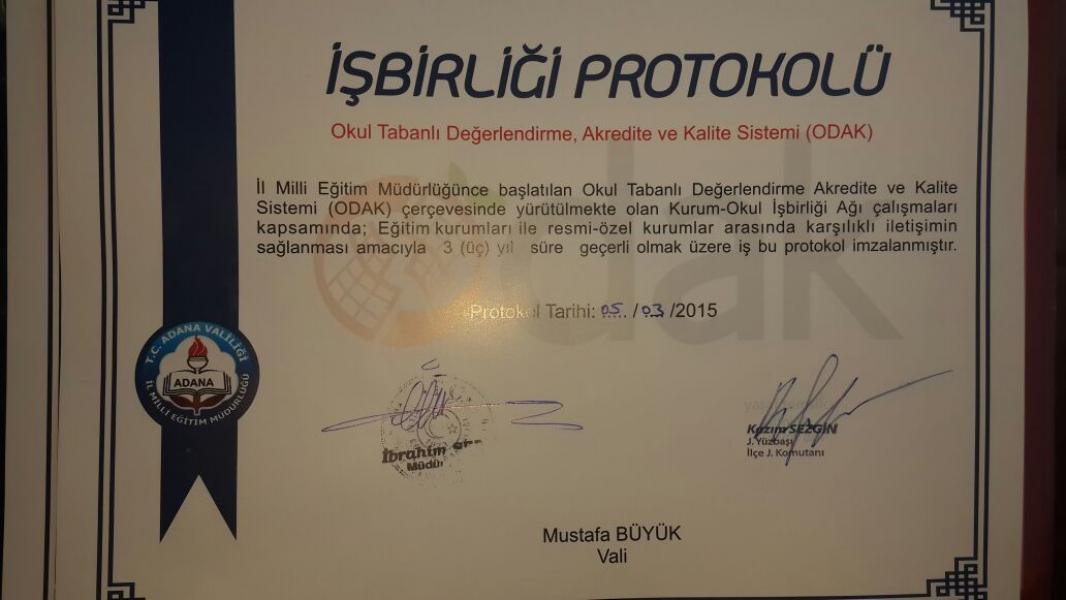 İŞBİRLİĞİ PROTOKOLÜ
Okul Tabanlı Değerlendirme, Akredite ve Kalite Sistemi (ODAK)
İl Milli Eğitim Müdürlüğünce başlatılan Okul Tabanlı Değerlendirme Akredite ve Kalite
Sistemi (ODAK) çerçevesinde yürütülmekte olan Kurum-Okul İşbirliği Ağı çalışmaları
kapsamında; Eğitim kurumları ile resmi-özel kurumlar arasında karşılıklı iletişimin
sağlanması amacıyla 3 (üç) yıl süre geçerli olmak üzere iş bu protokol imzalanmıştır.
odak
Protokol Tarihi: 05 / 03 /2015
T.C. ADANA VALİLİĞİ
ADANA
İL MİLLİ EĞİTİM MÜDÜRLÜĞÜ
İbrahim
Müdür
Kazım SEZGİN
J. Yüzbaşı
İlçe J. Komutanı
Mustafa BÜYÜK
Vali